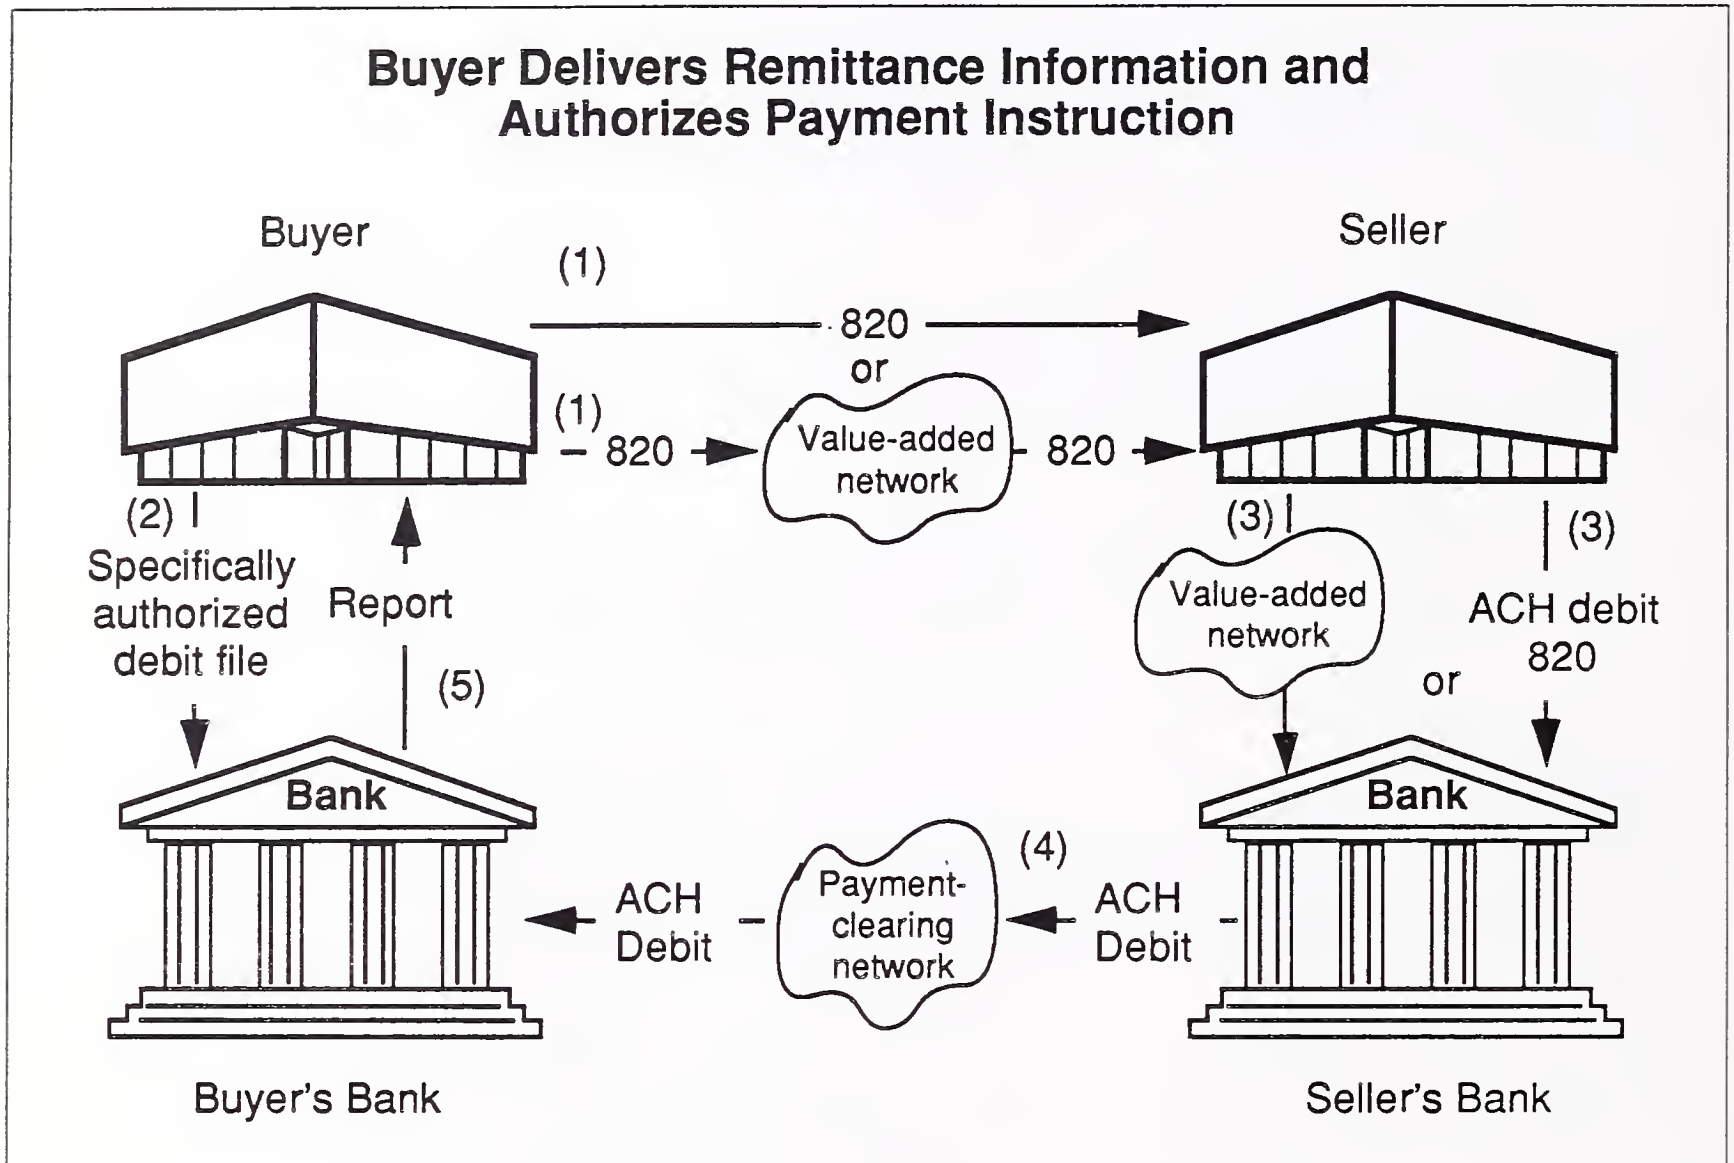 Buyer Delivers Remittance Information and
Authorizes Payment Instruction
Buyer
Seller
(1)
820
or
(1)
820
Value-added
network
820
(2)
Specifically
authorized
debit file
Report
(5)
(3)
Value-added
network
or
(3)
ACH debit
820
Bank
Bank
(4)
ACH
Debit
Payment-
clearing
network
ACH
Debit
Buyer's Bank
Seller's Bank